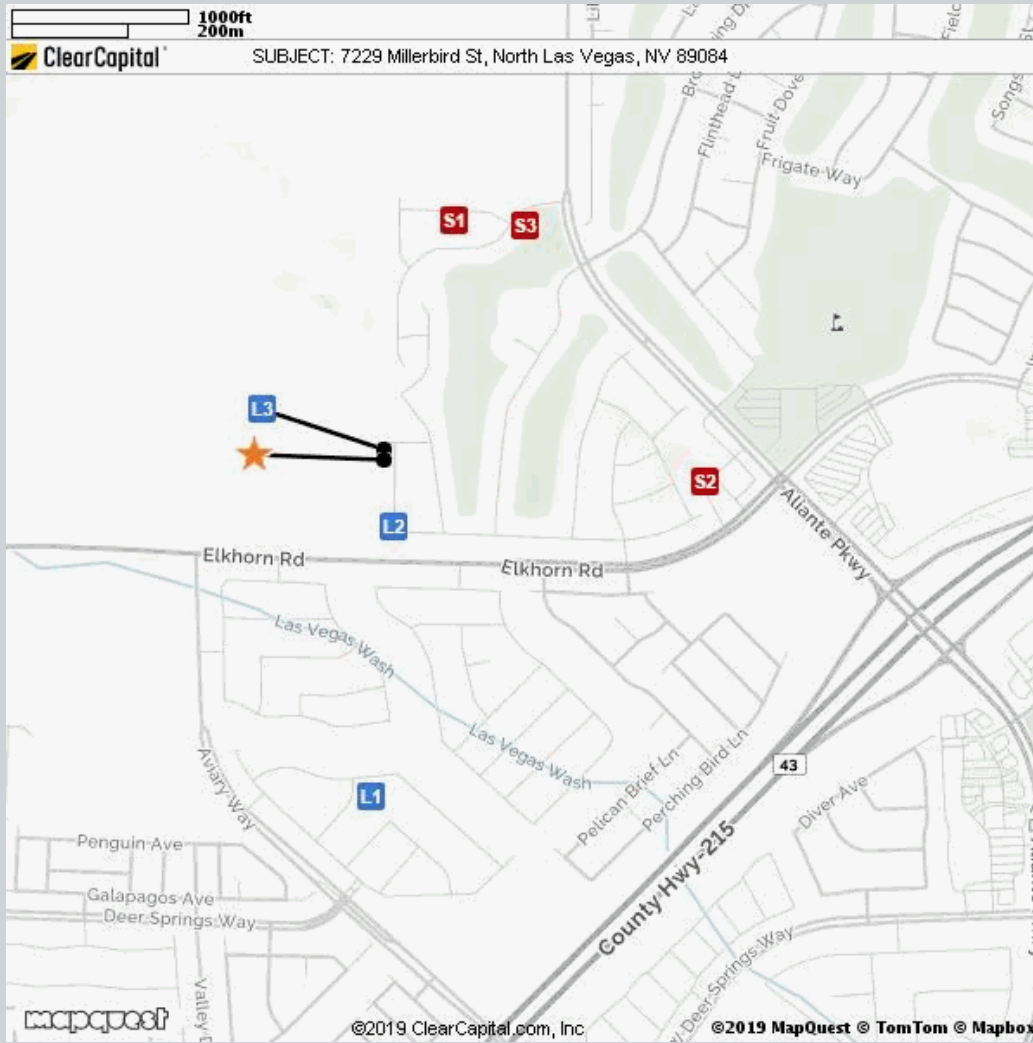 1000ft
200m
ClearCapital
SUBJECT: 7229 Millerbird St, North Las Vegas, NV 89084
Flinthead
Fruit Dove
Frigate Way
Songs
S1
S3
L3
S2
L2
Elkhorn Rd
Elkhorn Rd
Aliante Pkwy
Las Vegas Wash
Las Vegas Wash
Aviary Way
43
L1
Pelican Brief Ln
Perching Bird Ln
Diver Ave
County Hwy-215
Penguin Ave
Galapagos Ave
Deer Springs Way
Deer Springs Way
Valley
mapquest
©2019 ClearCapital.com, Inc
©2019 MapQuest © TomTom © Mapbox